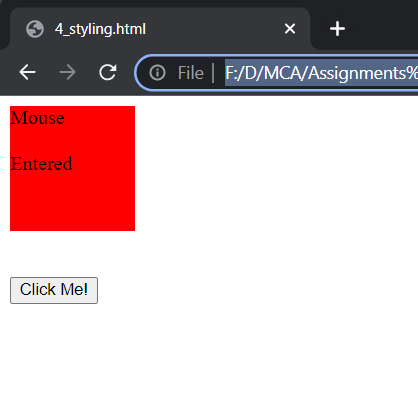 4_styling.html
File
F:/D/MCA/Assignments%
Mouse
Entered
Click Me!